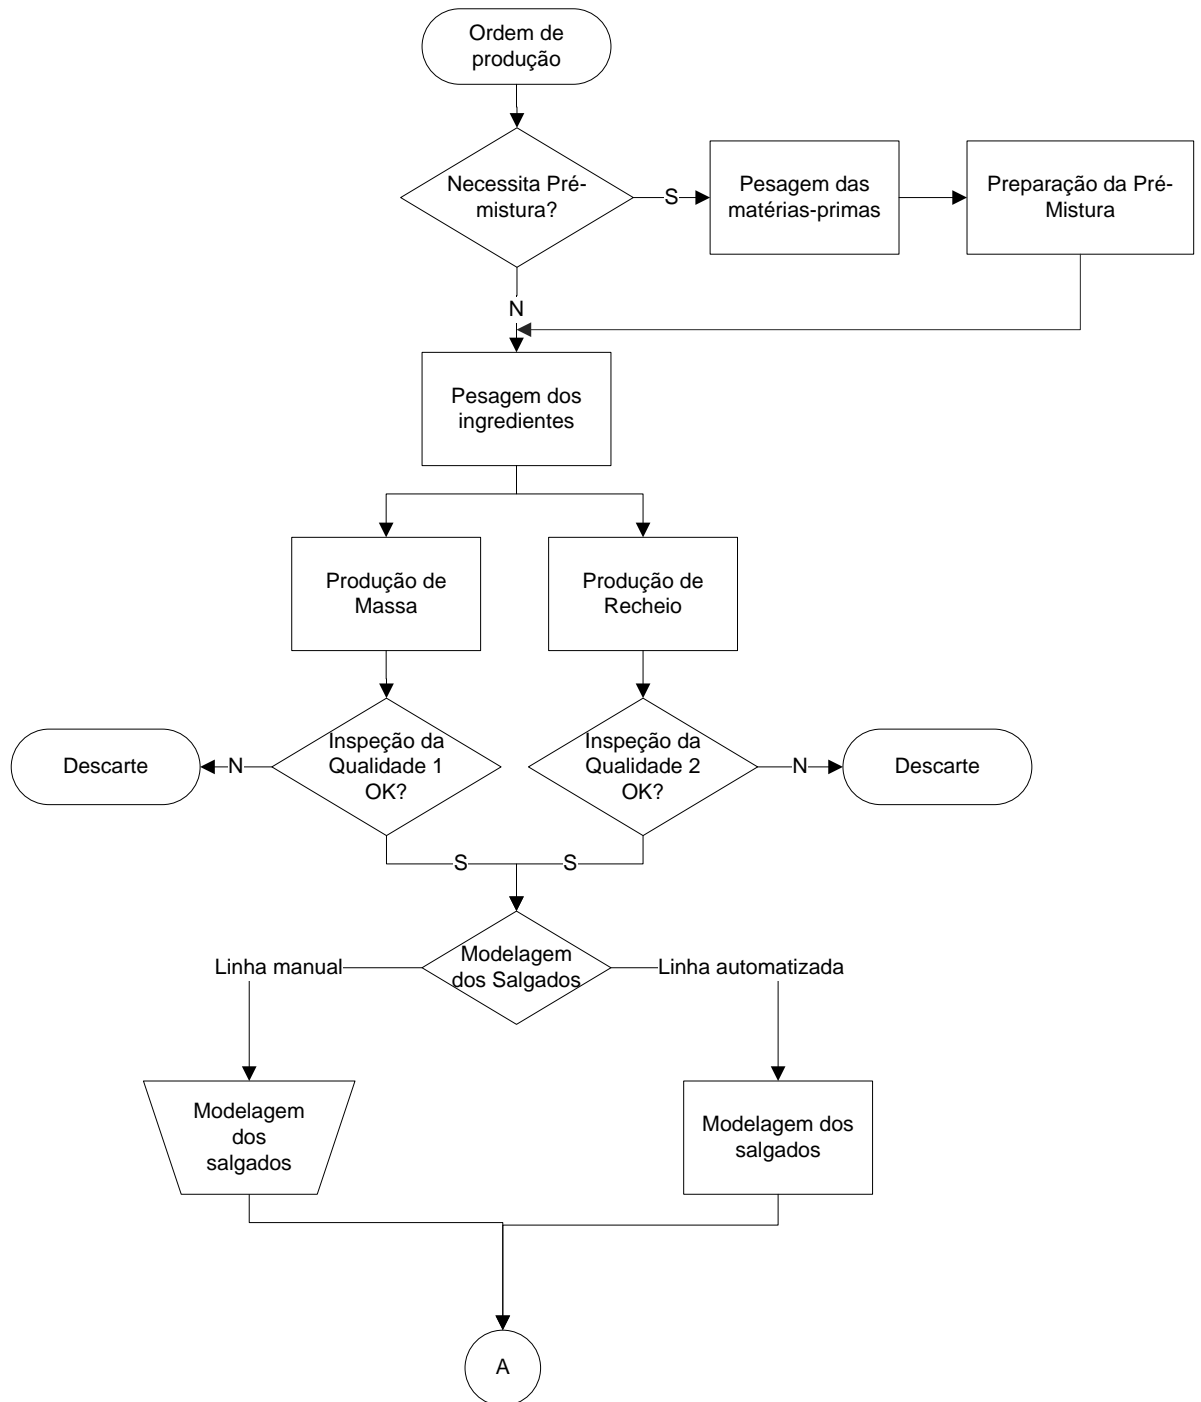 Ordem de
produção
Necessita Pré-
mistura?
S
Pesagem das
matérias-primas
Preparação da Pré-
Mistura
N
Pesagem dos
ingredientes
Produção de
Massa
Produção de
Recheio
Descarte
N
Inspeção da
Qualidade 1
OK?
Inspeção da
Qualidade 2
OK?
N
Descarte
S
S
Linha manual
Modelagem
dos Salgados
Linha automatizada
Modelagem
dos
salgados
Modelagem dos
salgados
A